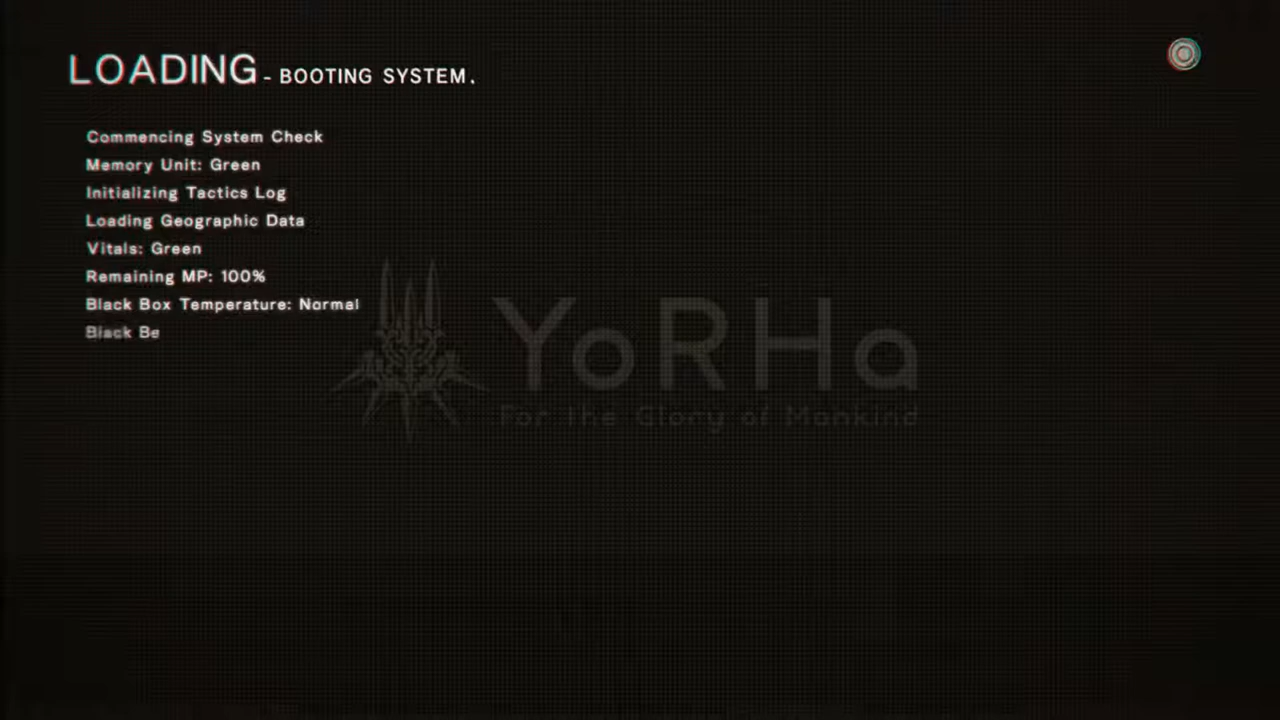 LOADING - BOOTING SYSTEM.
Commencing System Check
Memory Unit: Green
Initializing Tactics Log
Loading Geographic Data
Vitals: Green
Remaining MP: 100%
Black Box Temperature: Normal
Black Be
YoRHa
For the Glory of Mankind